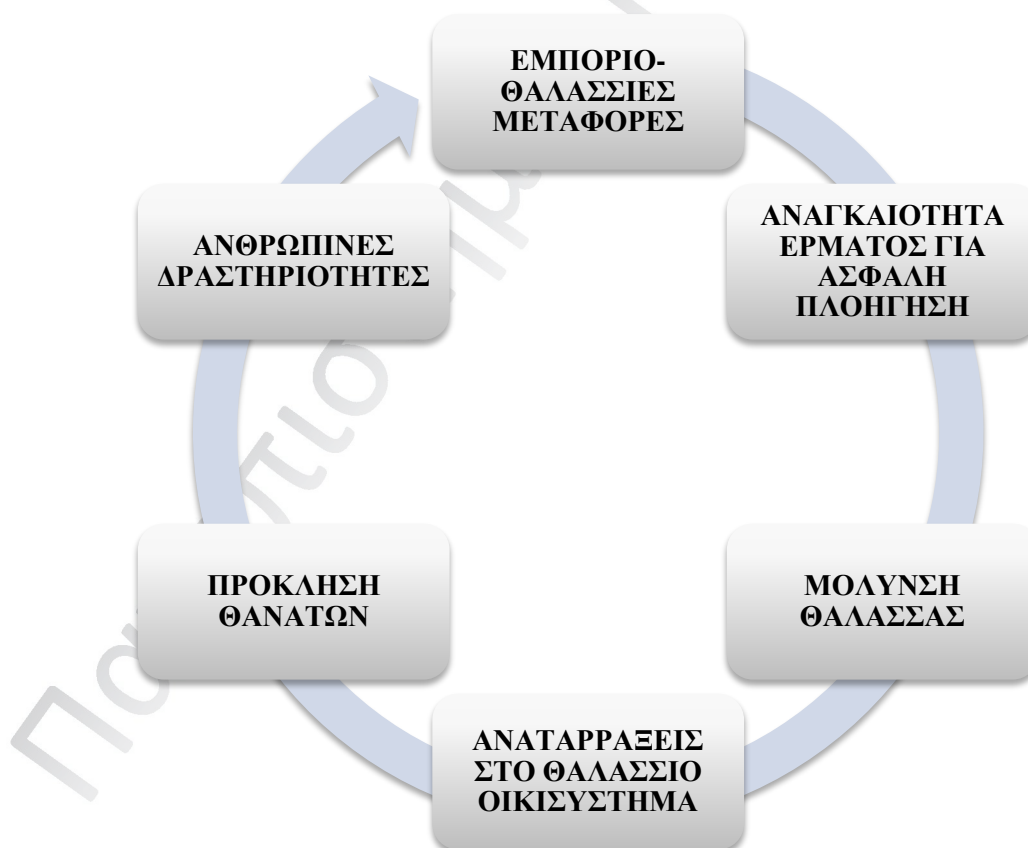 ΕΜΠΟΡΙΟ-
ΘΑΛΑΣΣΙΕΣ
ΜΕΤΑΦΟΡΕΣ
ΑΝΑΓΚΑΙΟΤΗΤΑ
ΕΡΜΑΤΟΣ ΓΙΑ
ΑΣΦΑΛΗ
ΠΛΟΗΓΗΣΗ
ΜΟΛΥΝΣΗ
ΘΑΛΑΣΣΑΣ
ΑΝΑΤΑΡΡΑΞΕΙΣ
ΣΤΟ ΘΑΛΑΣΣΙΟ
ΟΙΚΙΣΥΣΤΗΜΑ
ΠΡΟΚΛΗΣΗ
ΘΑΝΑΤΩΝ
ΑΝΘΡΩΠΙΝΕΣ
ΔΡΑΣΤΗΡΙΟΤΗΤΕΣ